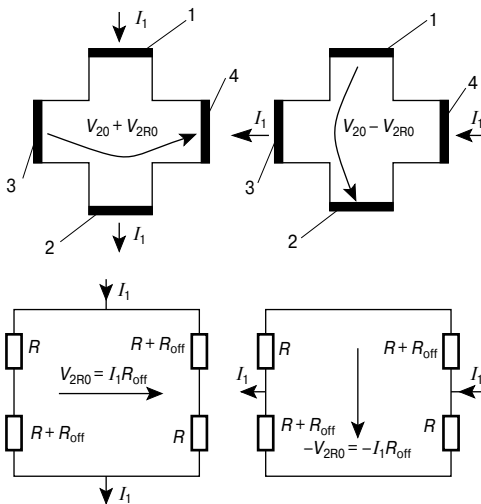 I₁
1
4
V₂₀ + V₂R₀
3
2
I₁
1
4
I₁
V₂₀ – V₂R₀
I₁
3
2
I₁
R
R + Roff
V₂R₀ = I₁Roff
R + Roff
R
I₁
R
R + Roff
I₁
I₁
R + Roff
R
–V₂R₀ = –I₁Roff